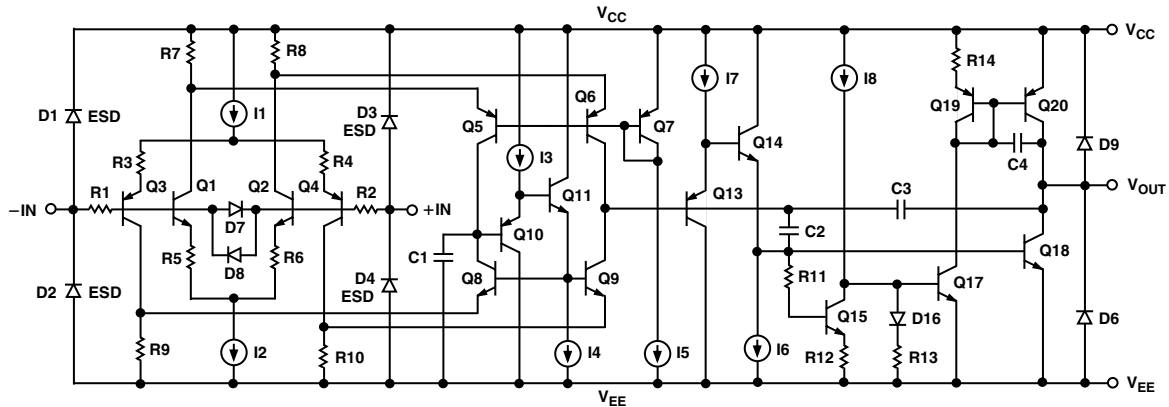 VCC
VCC
R7
R8
R14
I1
I7
I8
D1
ESD
D3
ESD
Q6
Q5
Q7
Q19
Q20
Q14
I3
C4
D9
R3
R4
Q3
Q1
Q2
Q4
R1
R2
Q11
Q13
C3
VOUT
–IN
+IN
D7
Q10
C2
R5
D8
R6
C1
Q18
D4
ESD
Q8
Q9
R11
Q17
D2
ESD
Q15
D16
D6
R9
I2
R10
I4
I5
I6
R12
R13
VEE
VEE